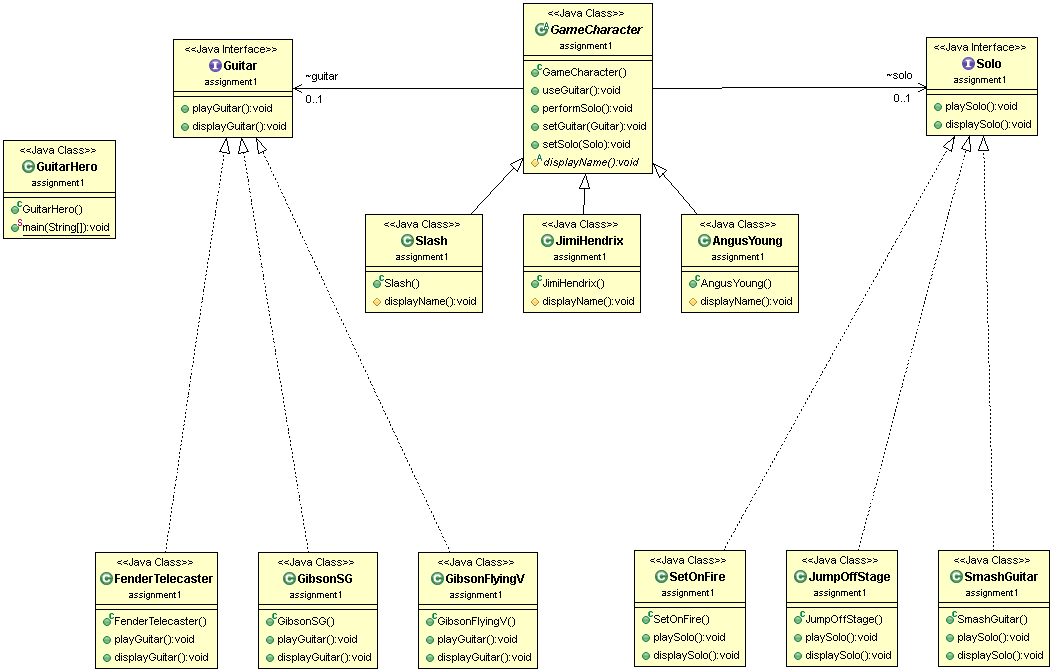 <<Java Class>>
GameCharacter
assignment1
GameCharacter()
useGuitar():void
performSolo():void
setGuitar(Guitar):void
setSolo(Solo):void
displayName():void
<<Java Interface>>
Guitar
assignment1
playGuitar():void
displayGuitar():void
~guitar
0..1
~solo
0..1
<<Java Interface>>
Solo
assignment1
playSolo():void
displaySolo():void
<<Java Class>>
GuitarHero
assignment1
GuitarHero()
main(String[]):void
<<Java Class>>
Slash
assignment1
Slash()
displayName():void
<<Java Class>>
JimiHendrix
assignment1
JimiHendrix()
displayName():void
<<Java Class>>
AngusYoung
assignment1
AngusYoung()
displayName():void
<<Java Class>>
FenderTelecaster
assignment1
FenderTelecaster()
playGuitar():void
displayGuitar():void
<<Java Class>>
GibsonSG
assignment1
GibsonSG()
playGuitar():void
displayGuitar():void
<<Java Class>>
GibsonFlyingV
assignment1
GibsonFlyingV()
playGuitar():void
displayGuitar():void
<<Java Class>>
SetOnFire
assignment1
SetOnFire()
playSolo():void
displaySolo():void
<<Java Class>>
JumpOffStage
assignment1
JumpOffStage()
playSolo():void
displaySolo():void
<<Java Class>>
SmashGuitar
assignment1
SmashGuitar()
playSolo():void
displaySolo():void